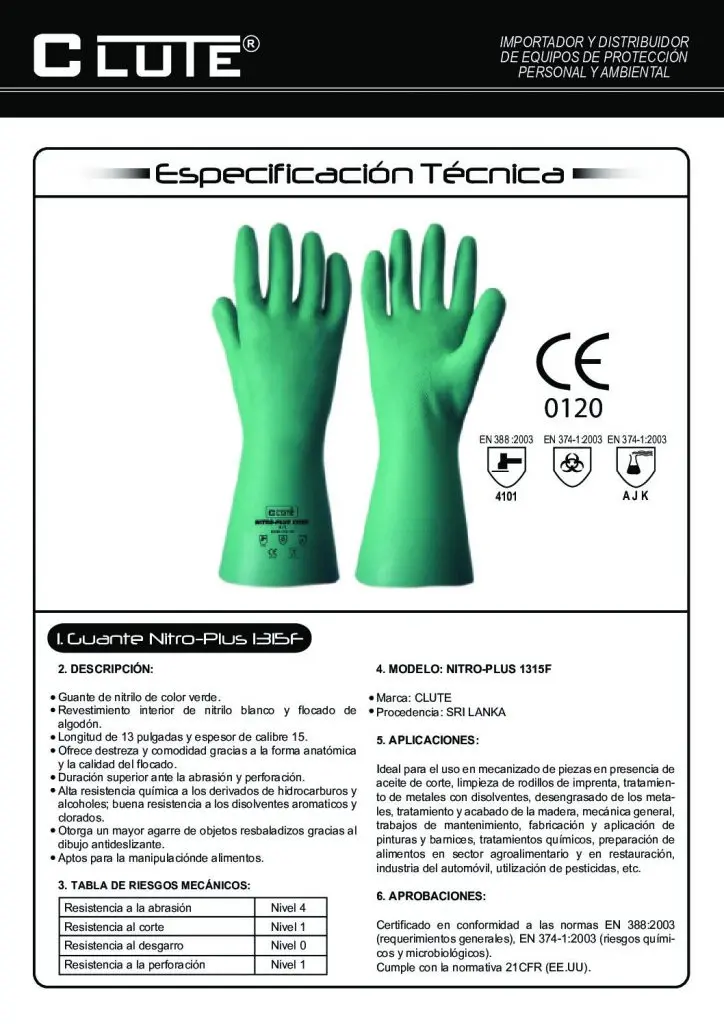 CLUTE®
IMPORTADOR Y DISTRIBUIDOR
DE EQUIPOS DE PROTECCIÓN
PERSONAL Y AMBIENTAL
Especificación Técnica
CE
0120
EN 388 :2003 EN 374-1:2003 EN 374-1:2003
4101 A J K
CLUTE
NITRO-PLUS 1315F
CE
1. Guante Nitro-Plus 1315F
2. DESCRIPCIÓN:
• Guante de nitrilo de color verde.
• Revestimiento interior de nitrilo blanco y flocado de
algodón.
• Longitud de 13 pulgadas y espesor de calibre 15.
• Ofrece destreza y comodidad gracias a la forma anatómica
y la calidad del flocado.
• Duración superior ante la abrasión y perforación.
• Alta resistencia química a los derivados de hidrocarburos y
alcoholes; buena resistencia a los disolventes aromaticos y
clorados.
• Otorga un mayor agarre de objetos resbaladizos gracias al
dibujo antideslizante.
• Aptos para la manipulaciónde alimentos.
3. TABLA DE RIESGOS MECÁNICOS:
Resistencia a la abrasión Nivel 4
Resistencia al corte Nivel 1
Resistencia al desgarro Nivel 0
Resistencia a la perforación Nivel 1
4. MODELO: NITRO-PLUS 1315F
• Marca: CLUTE
• Procedencia: SRI LANKA
5. APLICACIONES:
Ideal para el uso en mecanizado de piezas en presencia de
aceite de corte, limpieza de rodillos de imprenta, tratamien-
to de metales con disolventes, desengrasado de los meta-
les, tratamiento y acabado de la madera, mecánica general,
trabajos de mantenimiento, fabricación y aplicación de
pinturas y barnices, tratamientos químicos, preparación de
alimentos en sector agroalimentario y en restauración,
industria del automóvil, utilización de pesticidas, etc.
6. APROBACIONES:
Certificado en conformidad a las normas EN 388:2003
(requerimientos generales), EN 374-1:2003 (riesgos quími-
cos y microbiológicos).
Cumple con la normativa 21CFR (EE.UU).